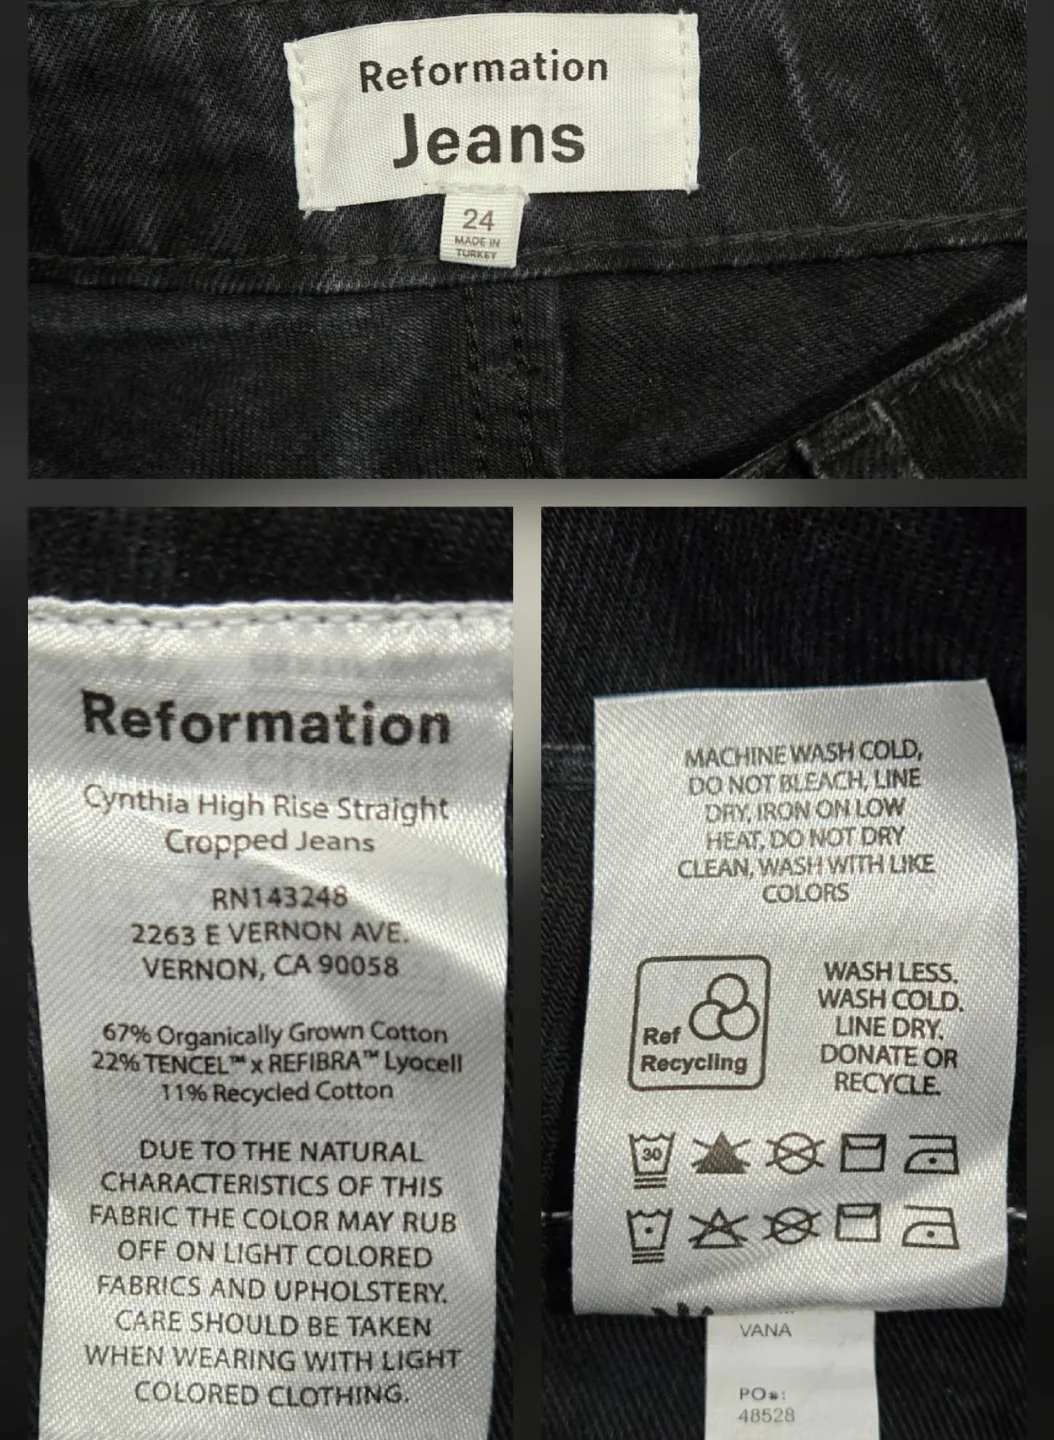 Reformation
Jeans
24
MADE IN
TURKEY
Reformation
Cynthia High Rise Straight
Cropped Jeans
RN143248
2263 E VERNON AVE.
VERNON, CA 90058
67% Organically Grown Cotton
22% TENCEL™ x REFIBRA™ Lyocell
11% Recycled Cotton
DUE TO THE NATURAL
CHARACTERISTICS OF THIS
FABRIC THE COLOR MAY RUB
OFF ON LIGHT COLORED
FABRICS AND UPHOLSTERY.
CARE SHOULD BE TAKEN
WHEN WEARING WITH LIGHT
COLORED CLOTHING.
MACHINE WASH COLD,
DO NOT BLEACH, LINE
DRY, IRON ON LOW
HEAT, DO NOT DRY
CLEAN, WASH WITH LIKE
COLORS
Ref
Recycling
WASH LESS.
WASH COLD.
LINE DRY.
DONATE OR
RECYCLE.
30
VANA
PO#:
48528